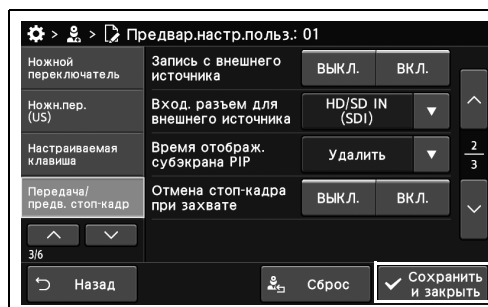 > > Предвар.настр.польз.: 01
Ножной
переключатель
Ножн.пер.
(US)
Настраиваемая
клавиша
Передача/
предв. стоп-кадр
3/6
Запись с внешнего
источника
ВЫКЛ. ВКЛ.
Вход. разъем для
внешнего источника
HD/SD IN
(SDI)
Время отображ.
субэкрана PIP
Удалить
Отмена стоп-кадра
при захвате
ВЫКЛ. ВКЛ.
2
3
Назад
Сброс
Сохранить
и закрыть